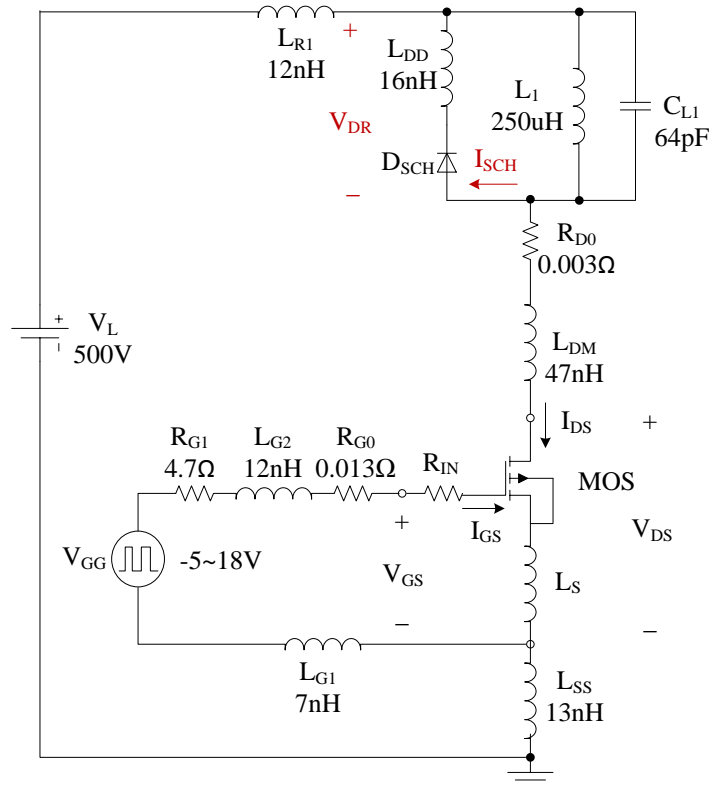 L_R1
12nH
+
V_DR
−
L_DD
16nH
L_1
250uH
C_L1
64pF
D_SCH
I_SCH
R_D0
0.003Ω
+
−
V_L
500V
L_DM
47nH
I_DS
+
R_G1
4.7Ω
L_G2
12nH
R_G0
0.013Ω
R_IN
MOS
I_GS
V_DS
V_GG
-5~18V
+
V_GS
−
L_S
−
L_G1
7nH
L_SS
13nH